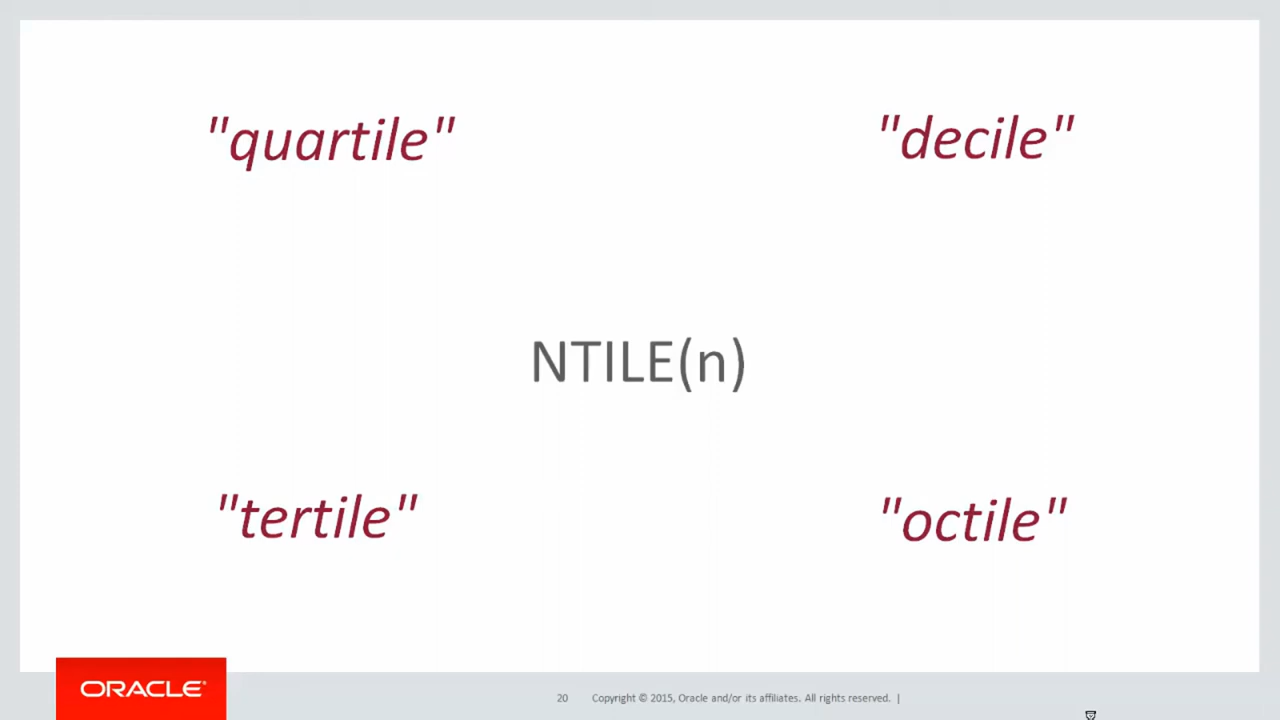 "quartile"
"decile"
NTILE(n)
"tertile"
"octile"
ORACLE®
20 Copyright © 2015, Oracle and/or its affiliates. All rights reserved. |